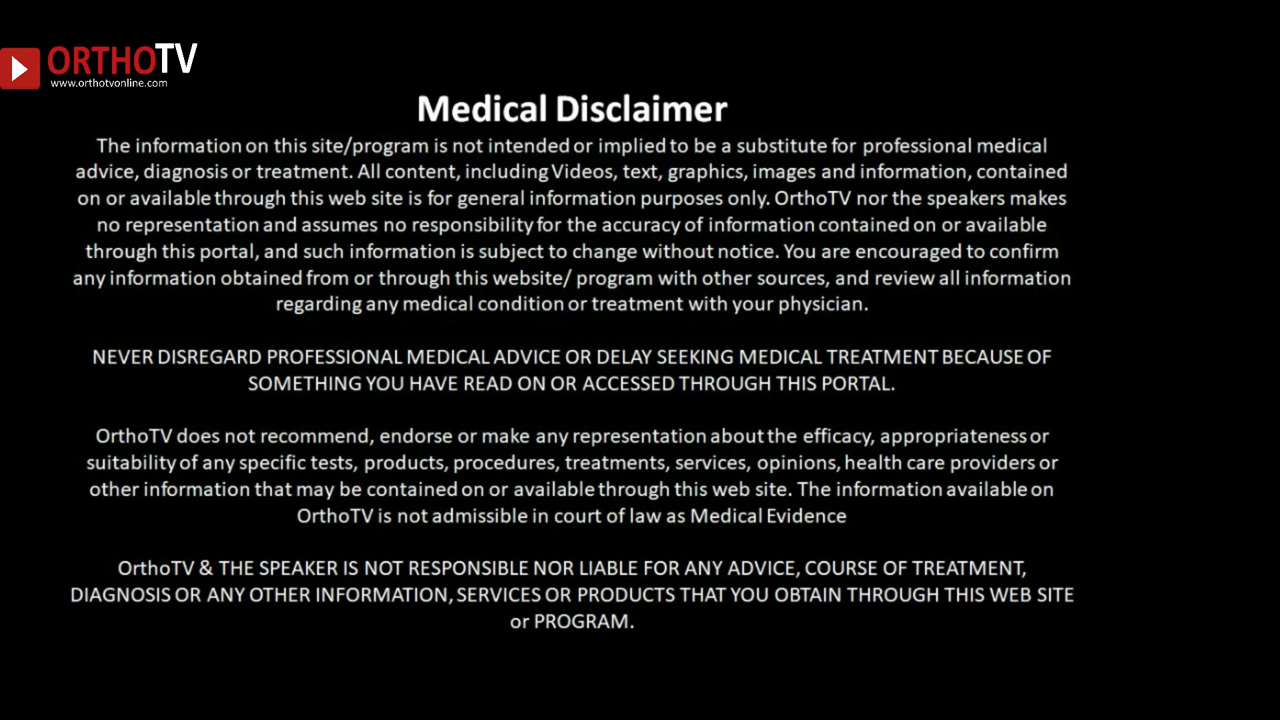 ORTHOTV
www.orthotvonline.com
Medical Disclaimer
The information on this site/program is not intended or implied to be a substitute for professional medical
advice, diagnosis or treatment. All content, including Videos, text, graphics, images and information, contained
on or available through this web site is for general information purposes only. OrthoTV nor the speakers makes
no representation and assumes no responsibility for the accuracy of information contained on or available
through this portal, and such information is subject to change without notice. You are encouraged to confirm
any information obtained from or through this website/ program with other sources, and review all information
regarding any medical condition or treatment with your physician.
NEVER DISREGARD PROFESSIONAL MEDICAL ADVICE OR DELAY SEEKING MEDICAL TREATMENT BECAUSE OF
SOMETHING YOU HAVE READ ON OR ACCESSED THROUGH THIS PORTAL.
OrthoTV does not recommend, endorse or make any representation about the efficacy, appropriateness or
suitability of any specific tests, products, procedures, treatments, services, opinions, health care providers or
other information that may be contained on or available through this web site. The information available on
OrthoTV is not admissible in court of law as Medical Evidence
OrthoTV & THE SPEAKER IS NOT RESPONSIBLE NOR LIABLE FOR ANY ADVICE, COURSE OF TREATMENT,
DIAGNOSIS OR ANY OTHER INFORMATION, SERVICES OR PRODUCTS THAT YOU OBTAIN THROUGH THIS WEB SITE
or PROGRAM.